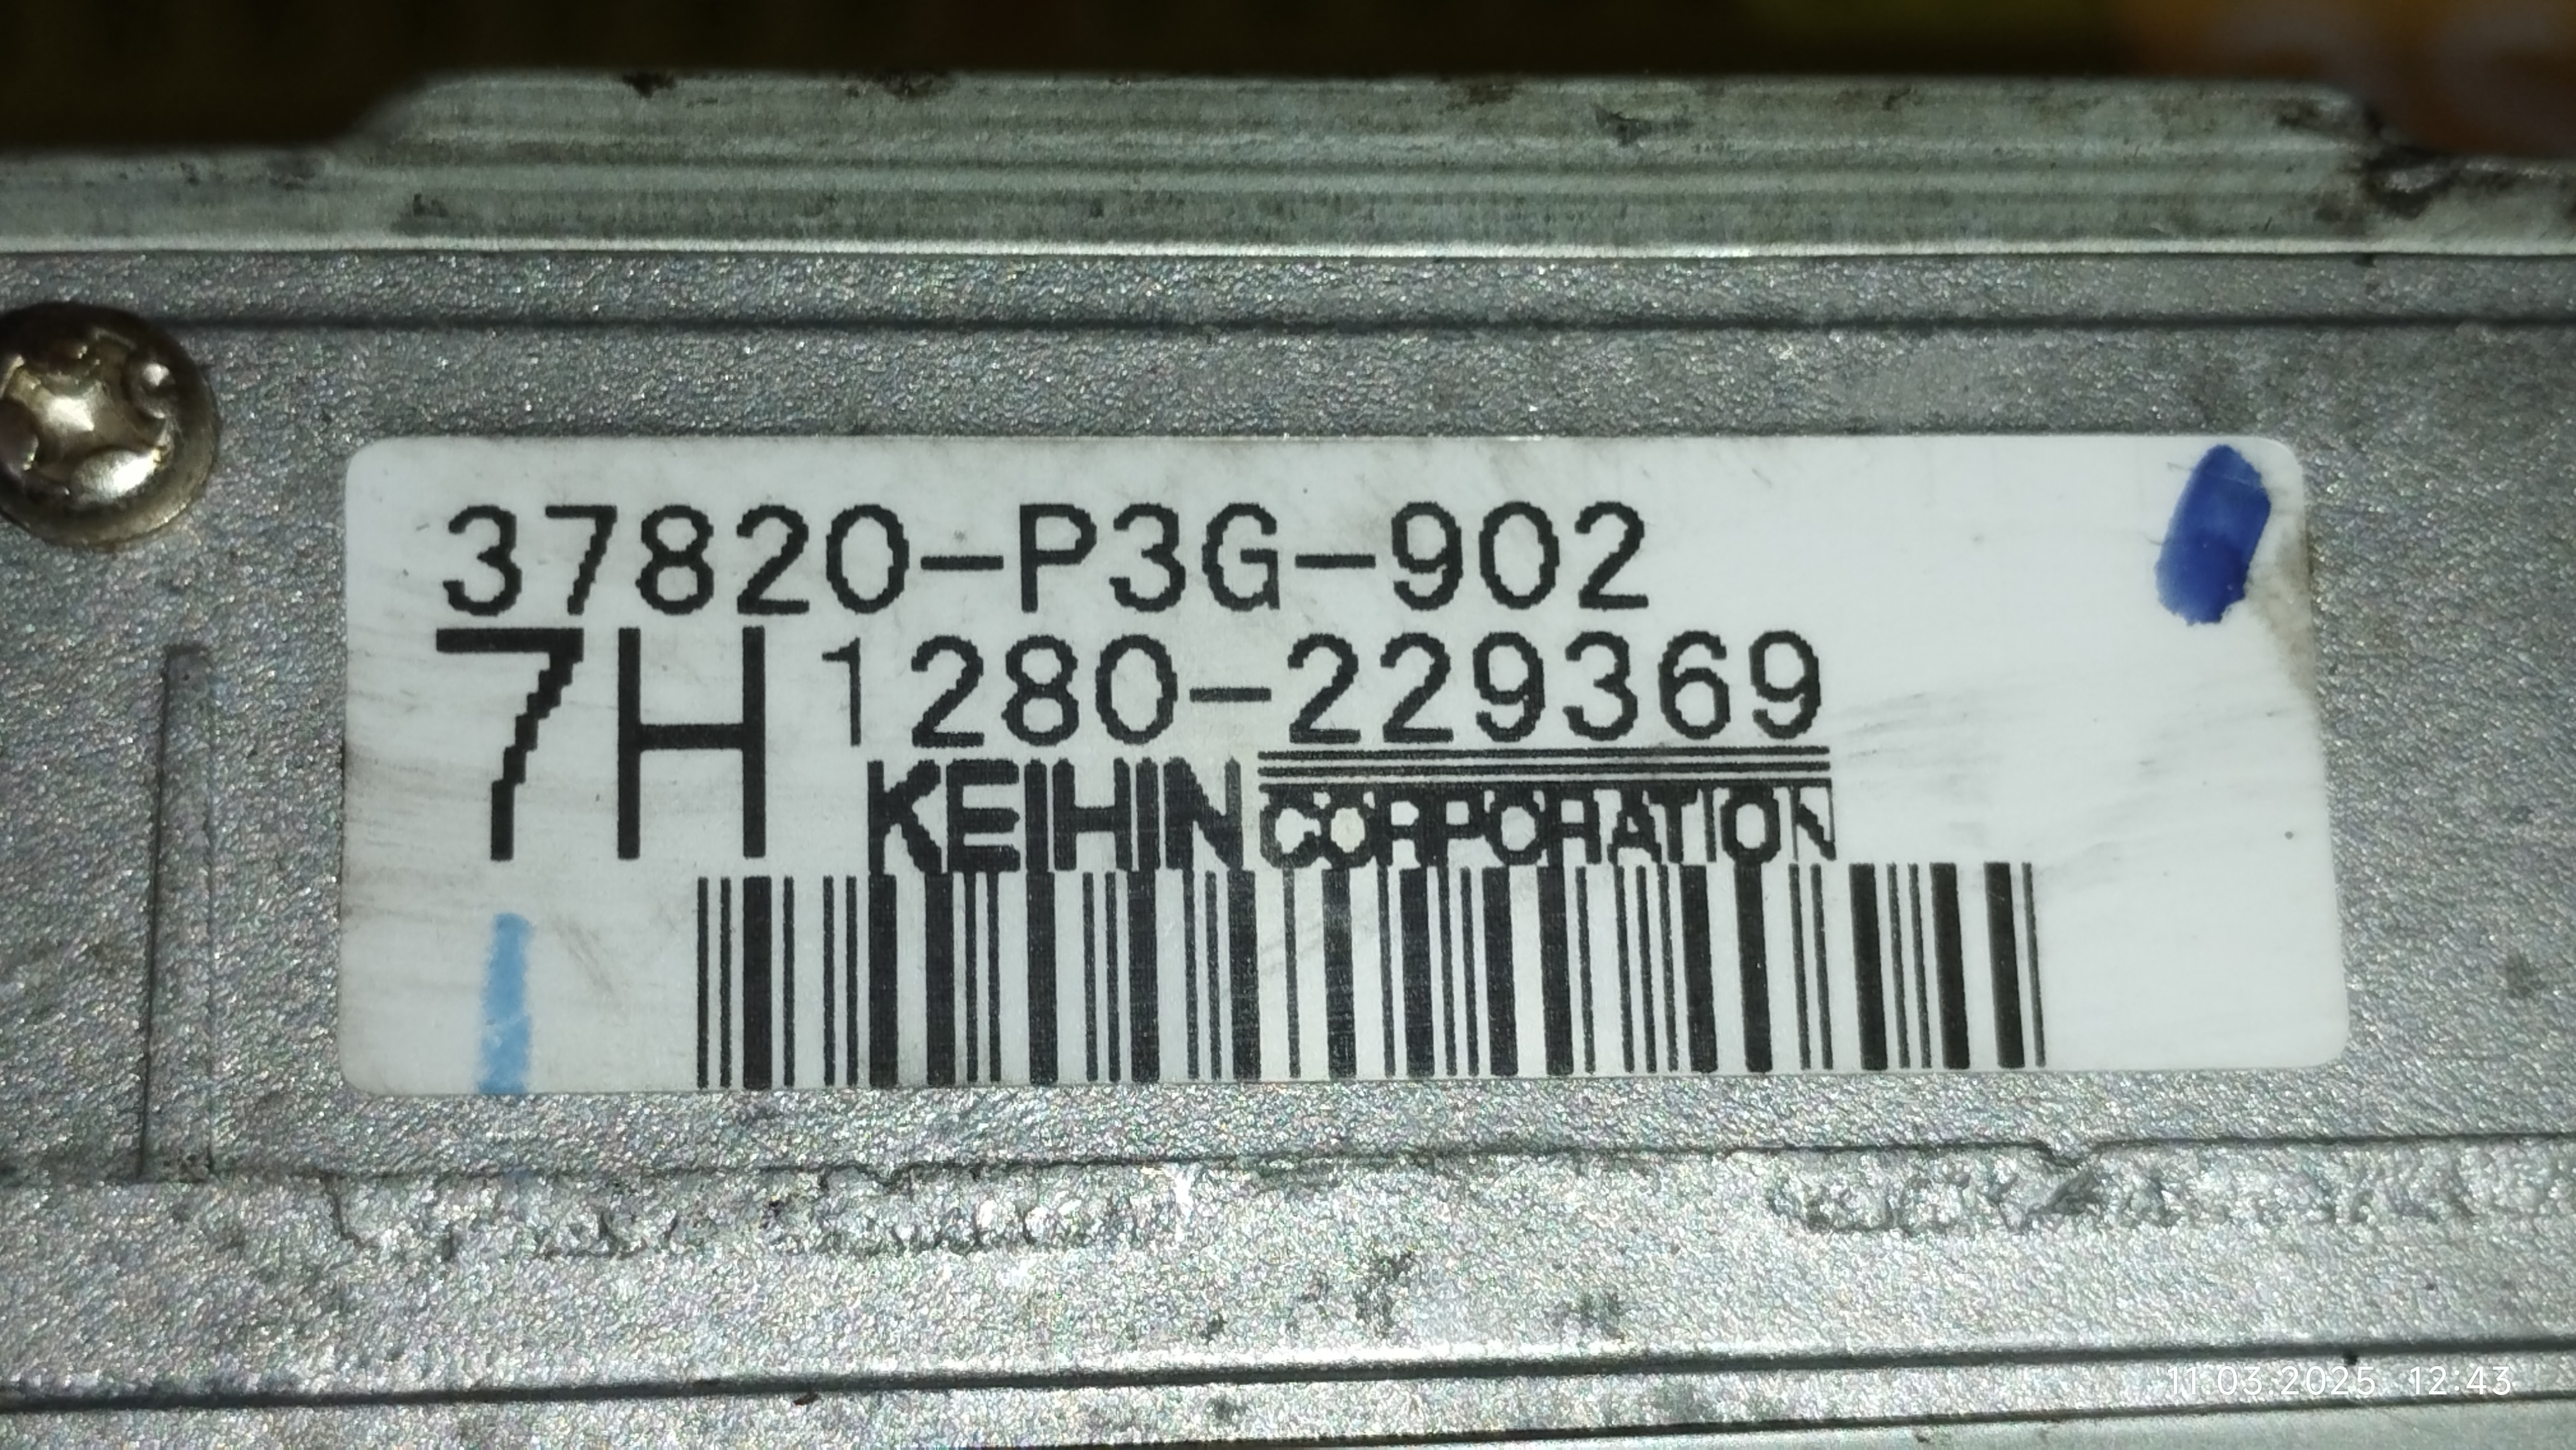 37820-P3G-902
7H 1280-229369
KEIHIN CORPORATION
11.03.2025 12:43